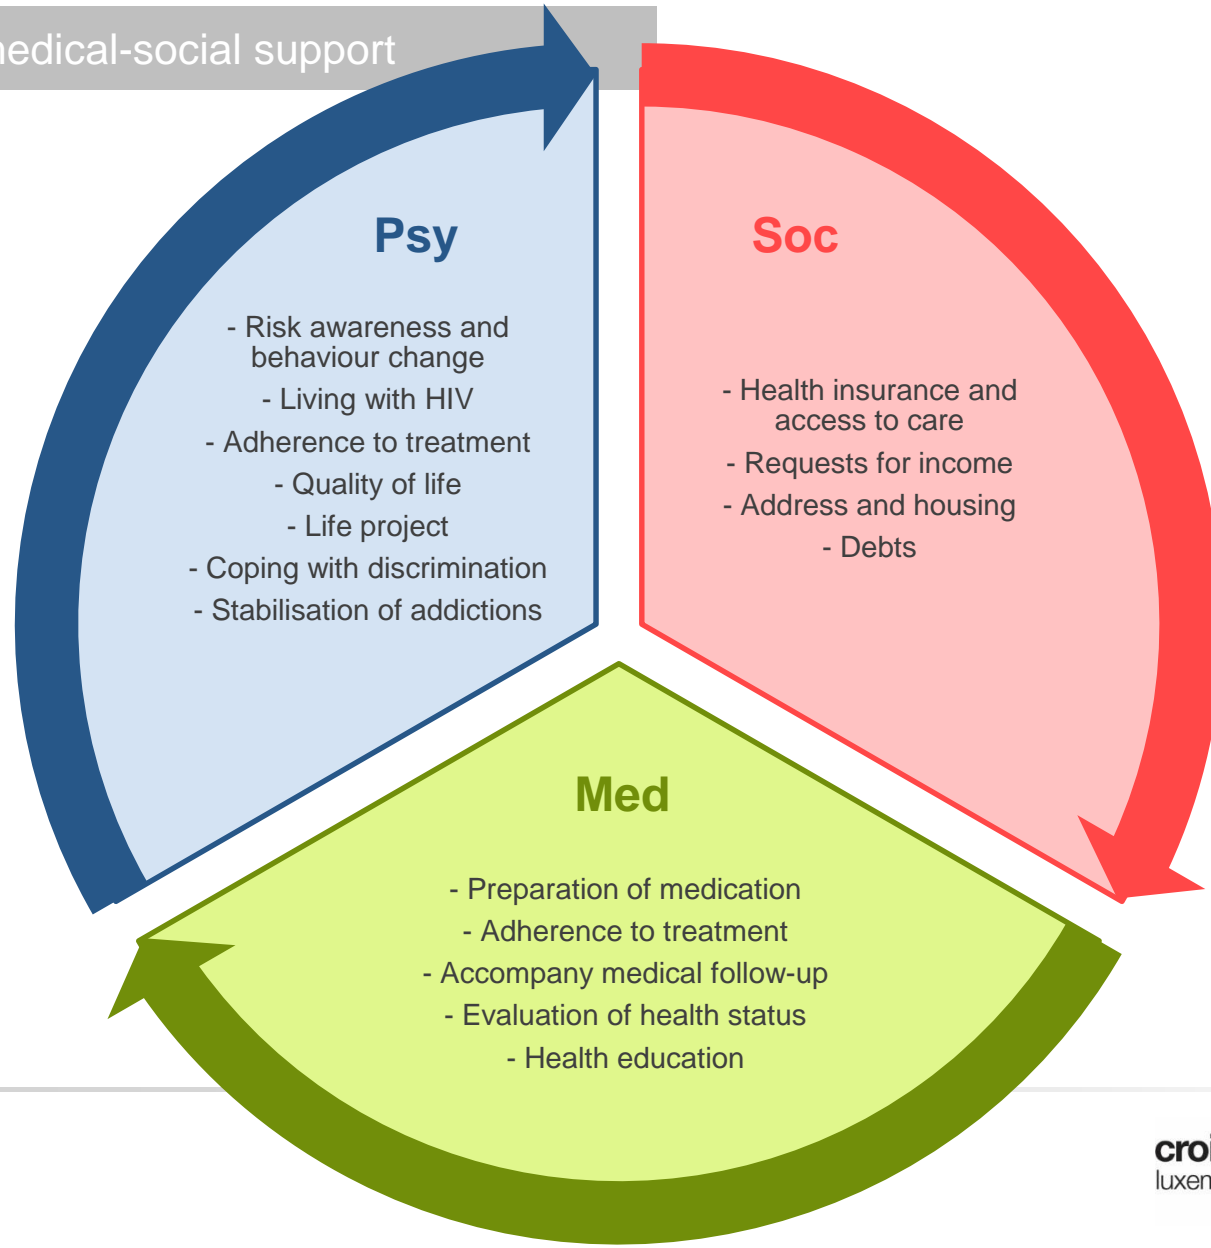 medical-social support
Psy
- Risk awareness and
behaviour change
- Living with HIV
- Adherence to treatment
- Quality of life
- Life project
- Coping with discrimination
- Stabilisation of addictions
Soc
- Health insurance and
access to care
- Requests for income
- Address and housing
- Debts
Med
- Preparation of medication
- Adherence to treatment
- Accompany medical follow-up
- Evaluation of health status
- Health education